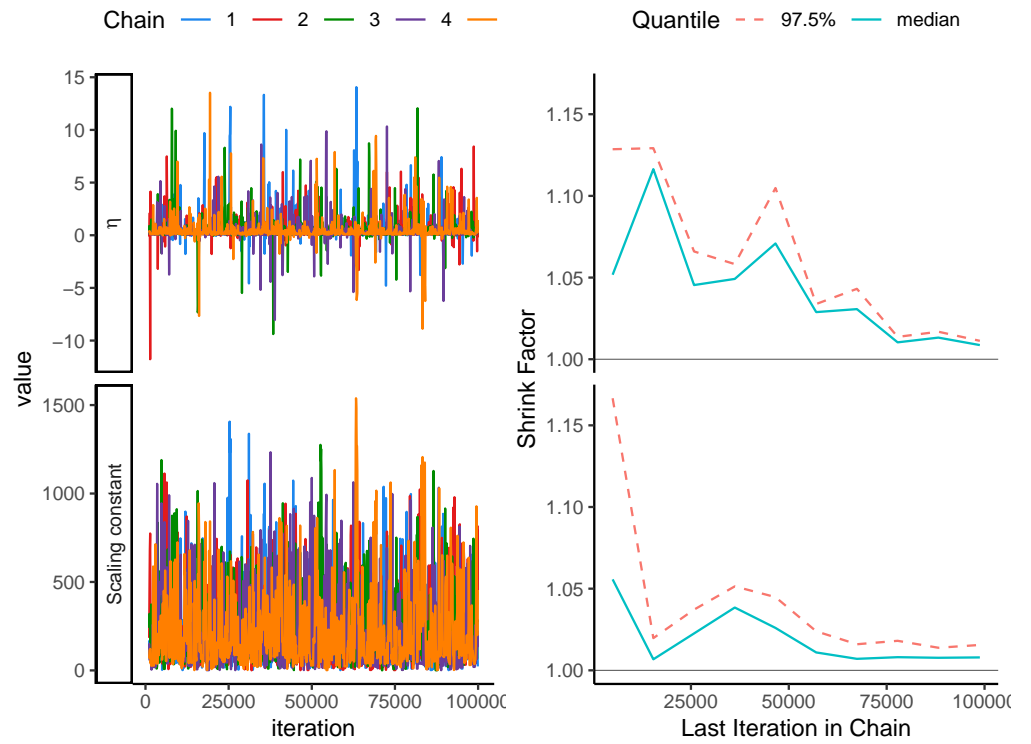 Chain 1 2 3 4
Quantile 97.5% median
15
10
5
0
−5
−10
η
value
1500
1000
500
0
Scaling constant
0 25000 50000 75000 100000
iteration
1.15
1.10
1.05
1.00
Shrink Factor
1.15
1.10
1.05
1.00
25000 50000 75000 100000
Last Iteration in Chain